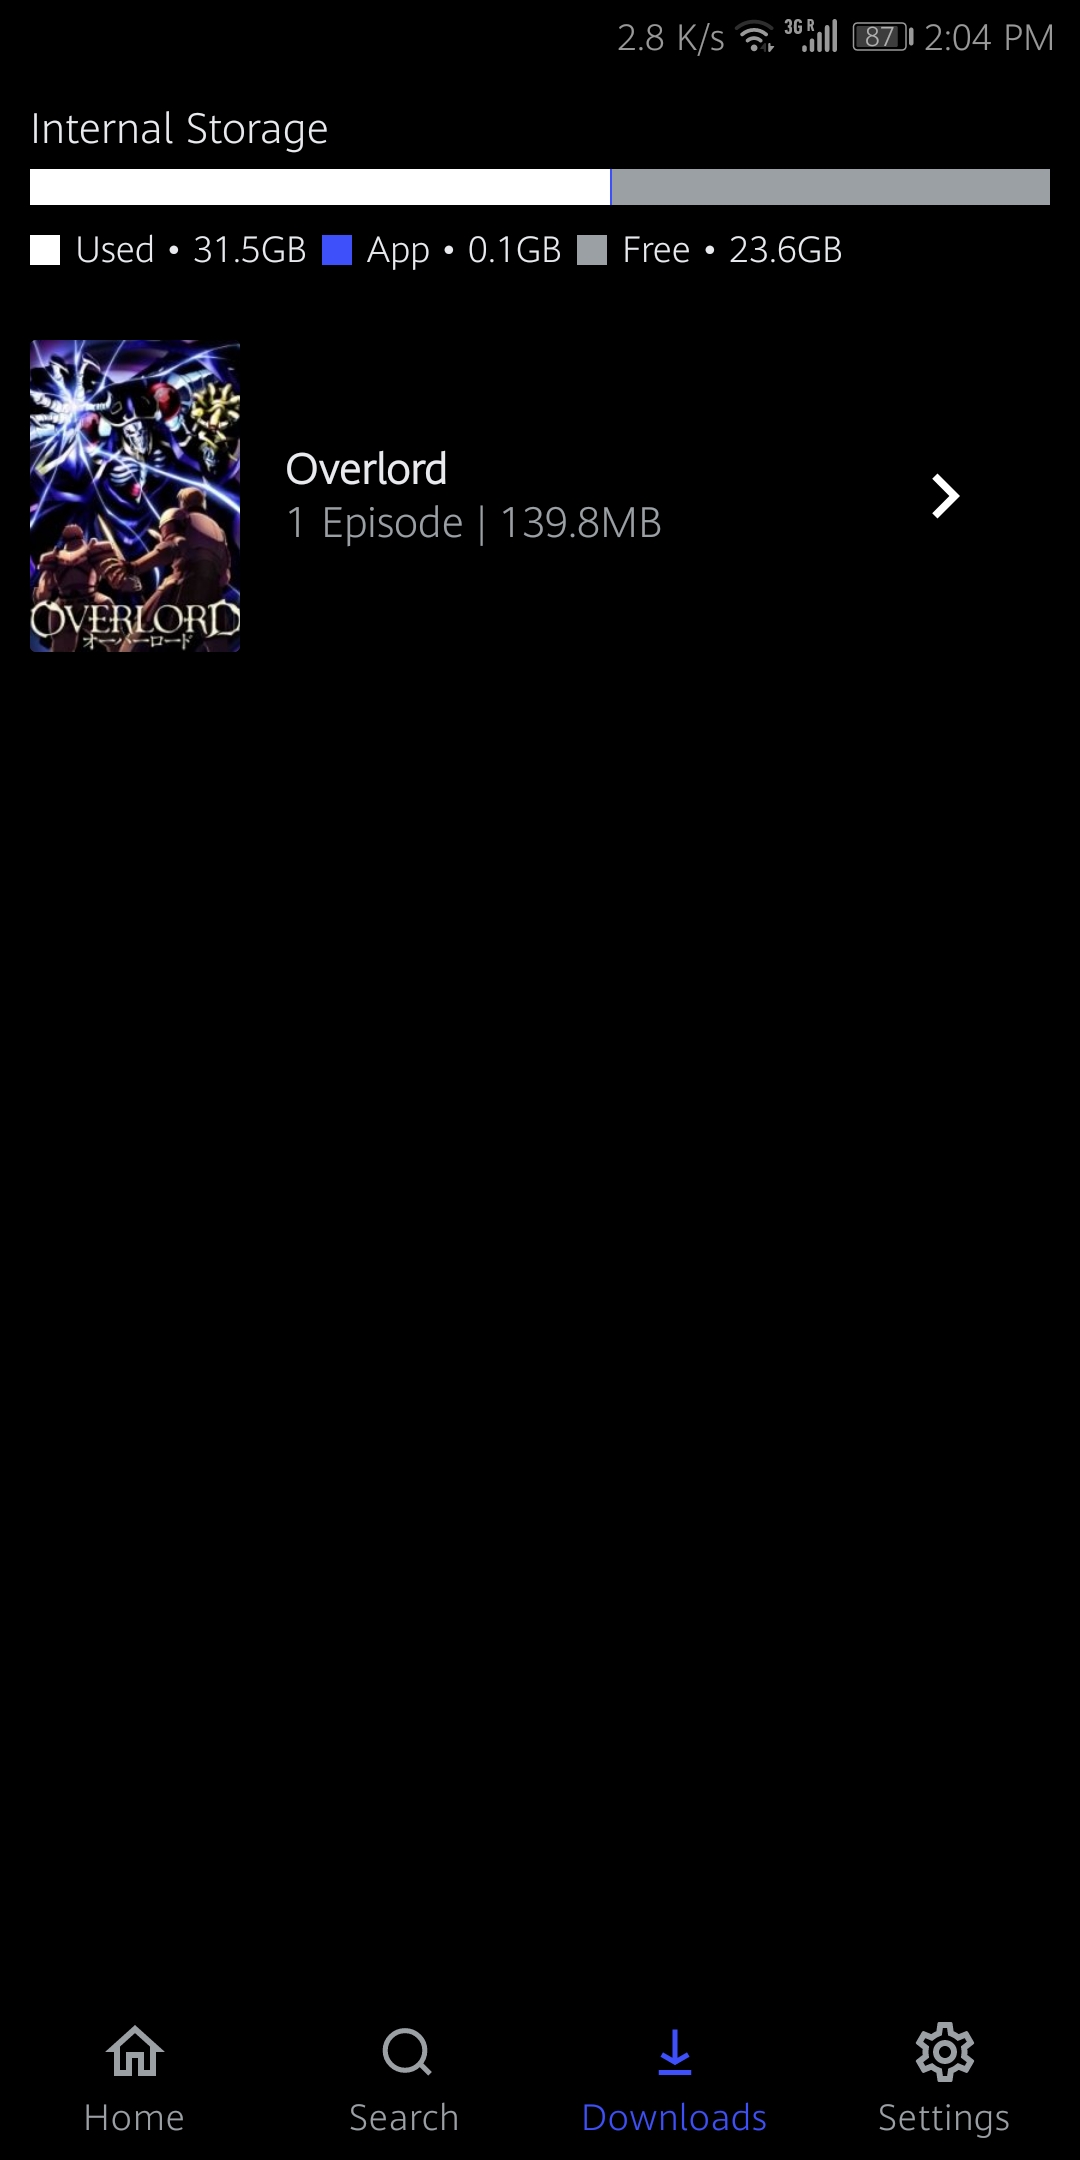 2.8 K/s 3G R 87 2:04 PM
Internal Storage
Used • 31.5GB App • 0.1GB Free • 23.6GB
OVERLORD
オーバーロード
Overlord
1 Episode | 139.8MB
Home Search Downloads Settings